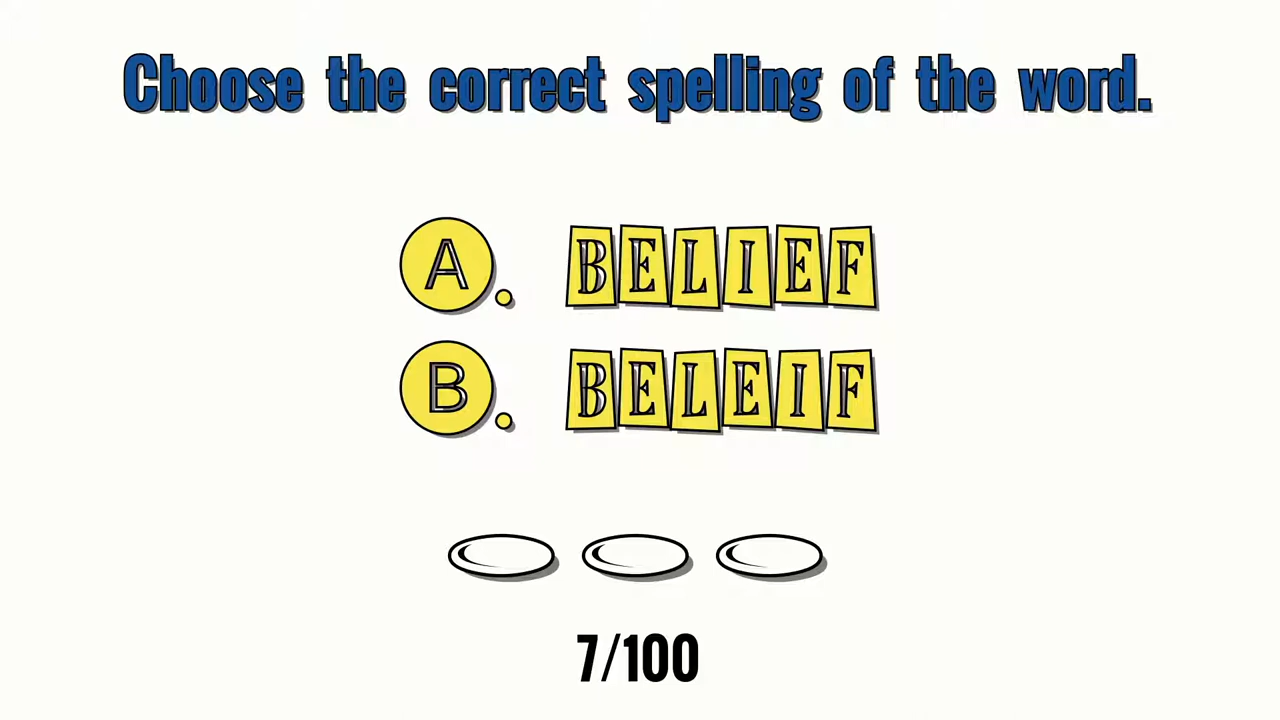 Choose the correct spelling of the word.
A. BELIEF
B. BELEIF
7/100